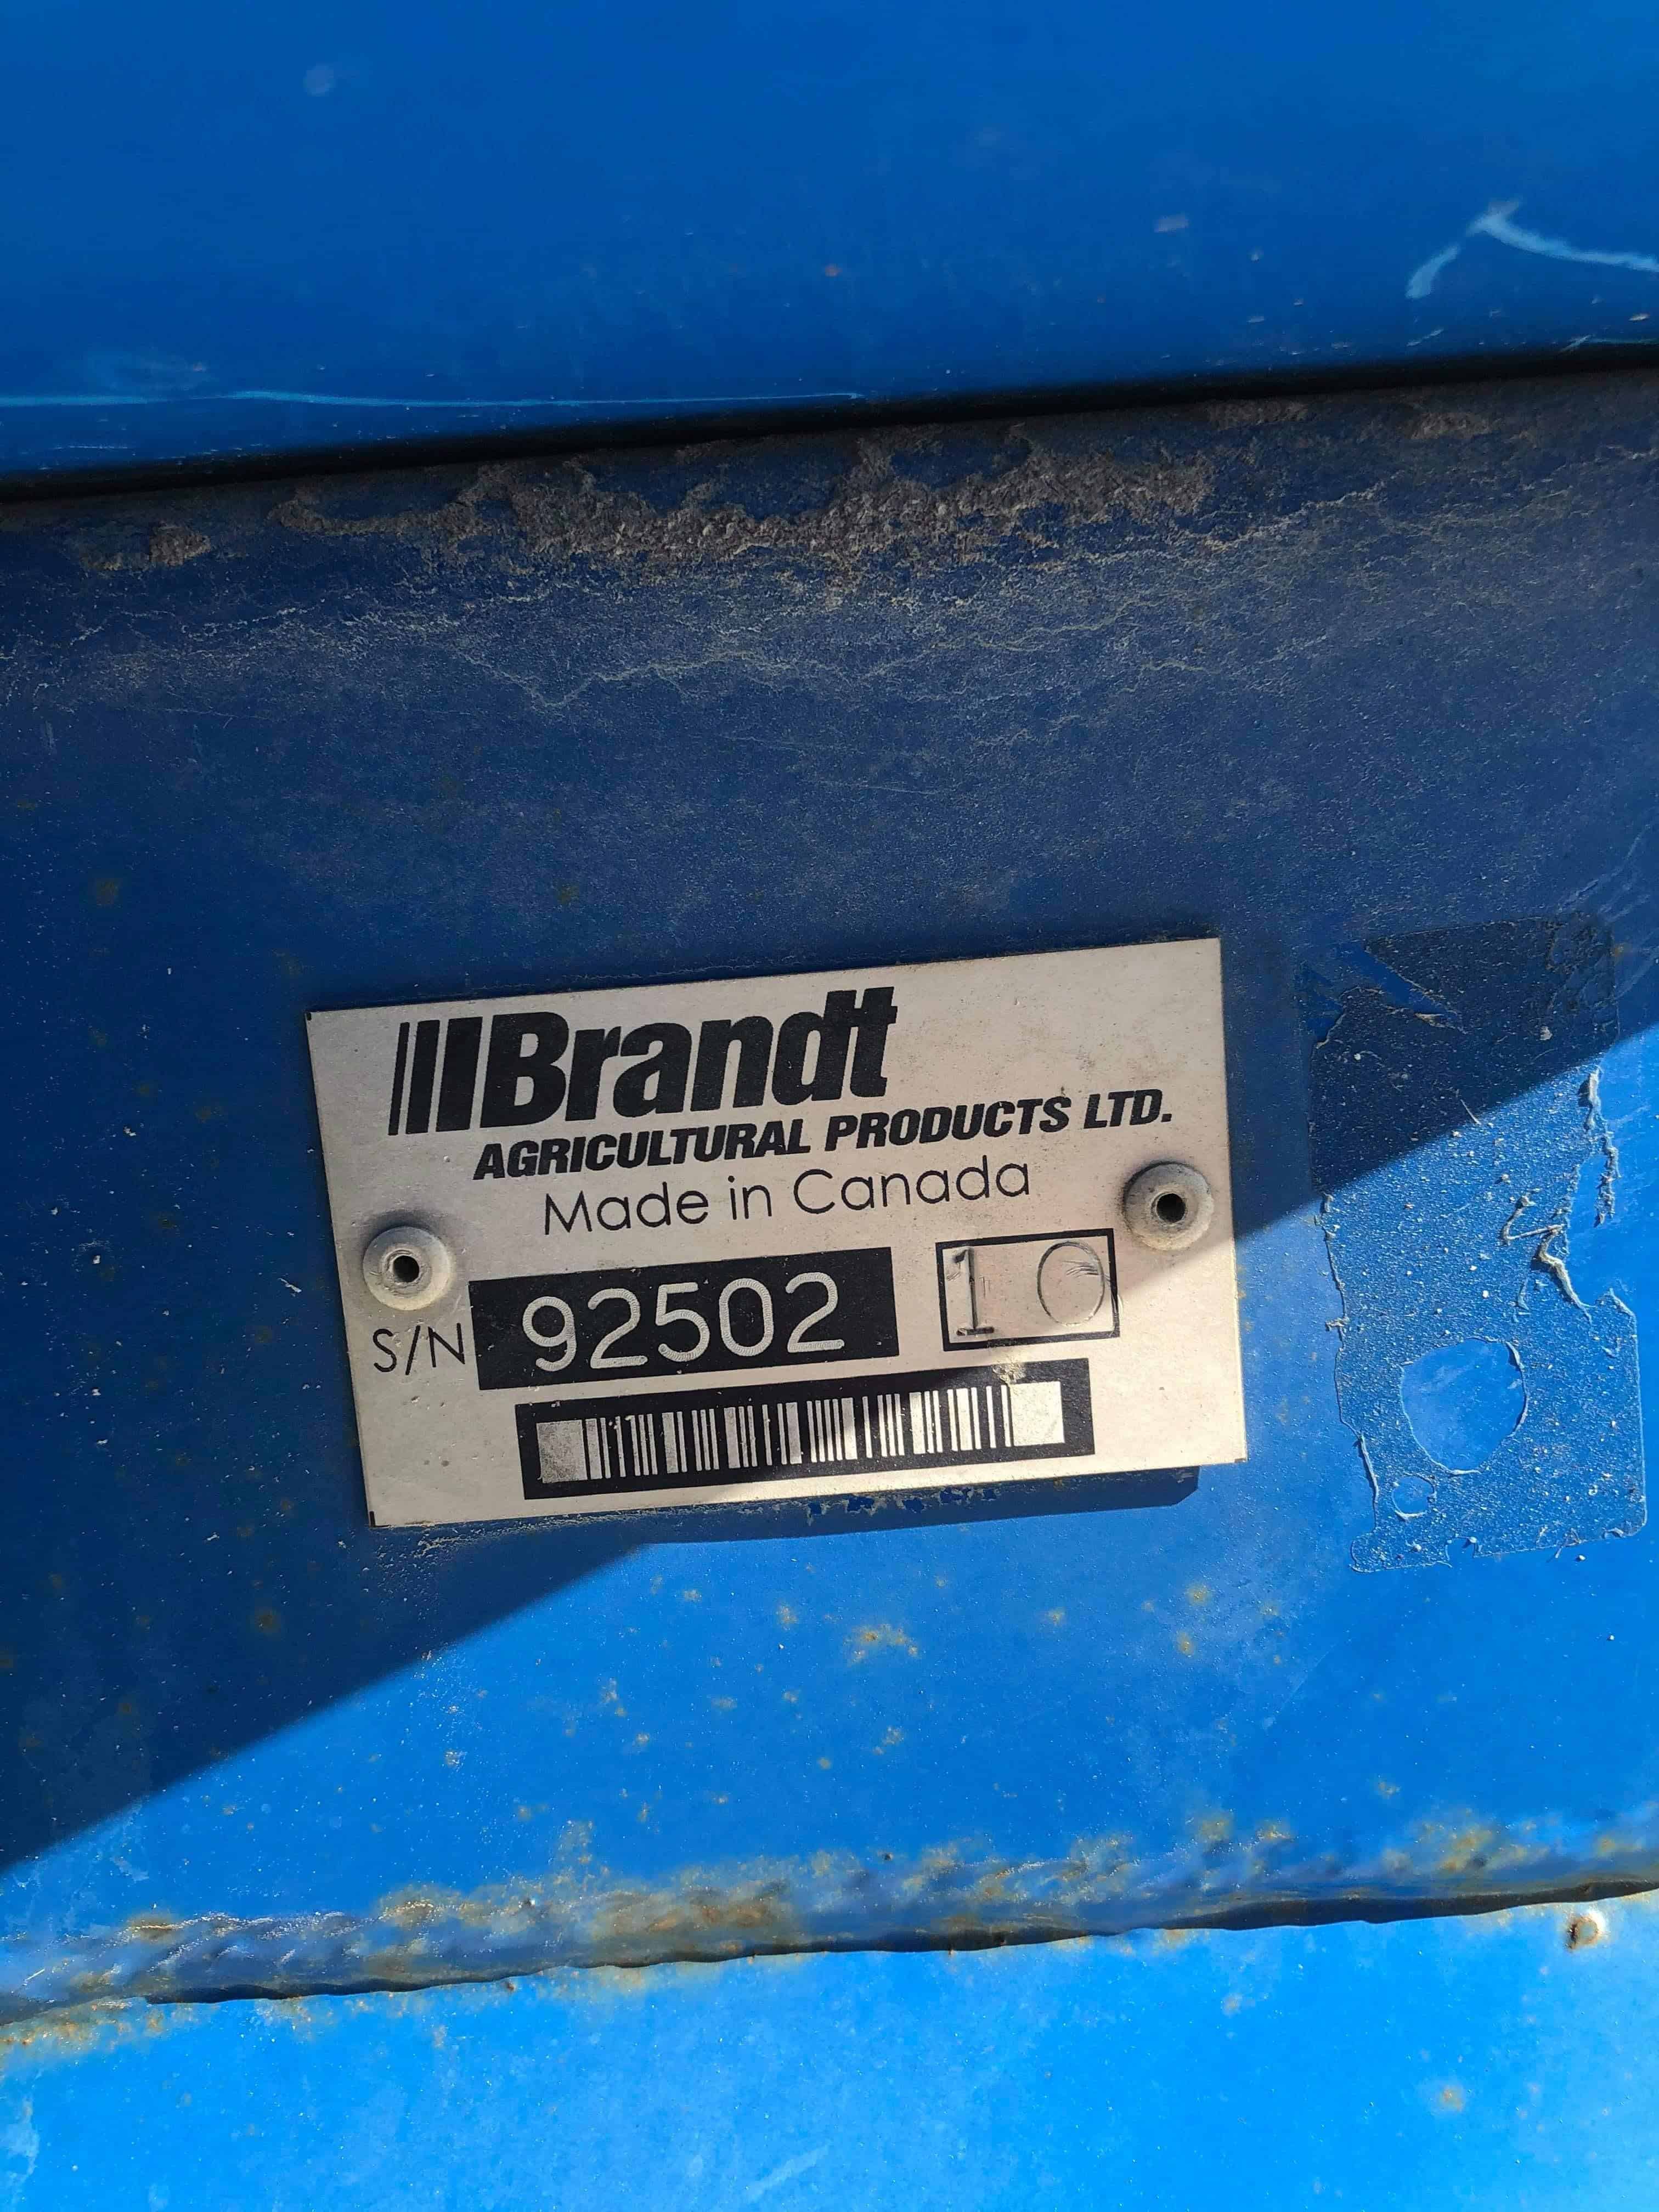 Brandt
AGRICULTURAL PRODUCTS LTD.
Made in Canada
S/N 92502 10